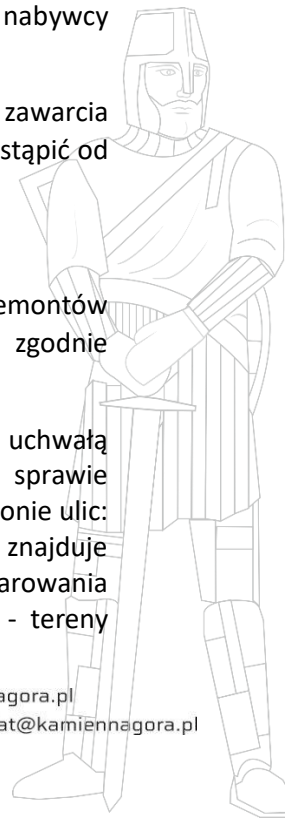 nabywcy
zawarcia
stąpić od
emontów
zgodnie
uchwałą
sprawie
onie ulic:
znajduje
arowania
- tereny
agora.pl
at@kamiennagora.pl